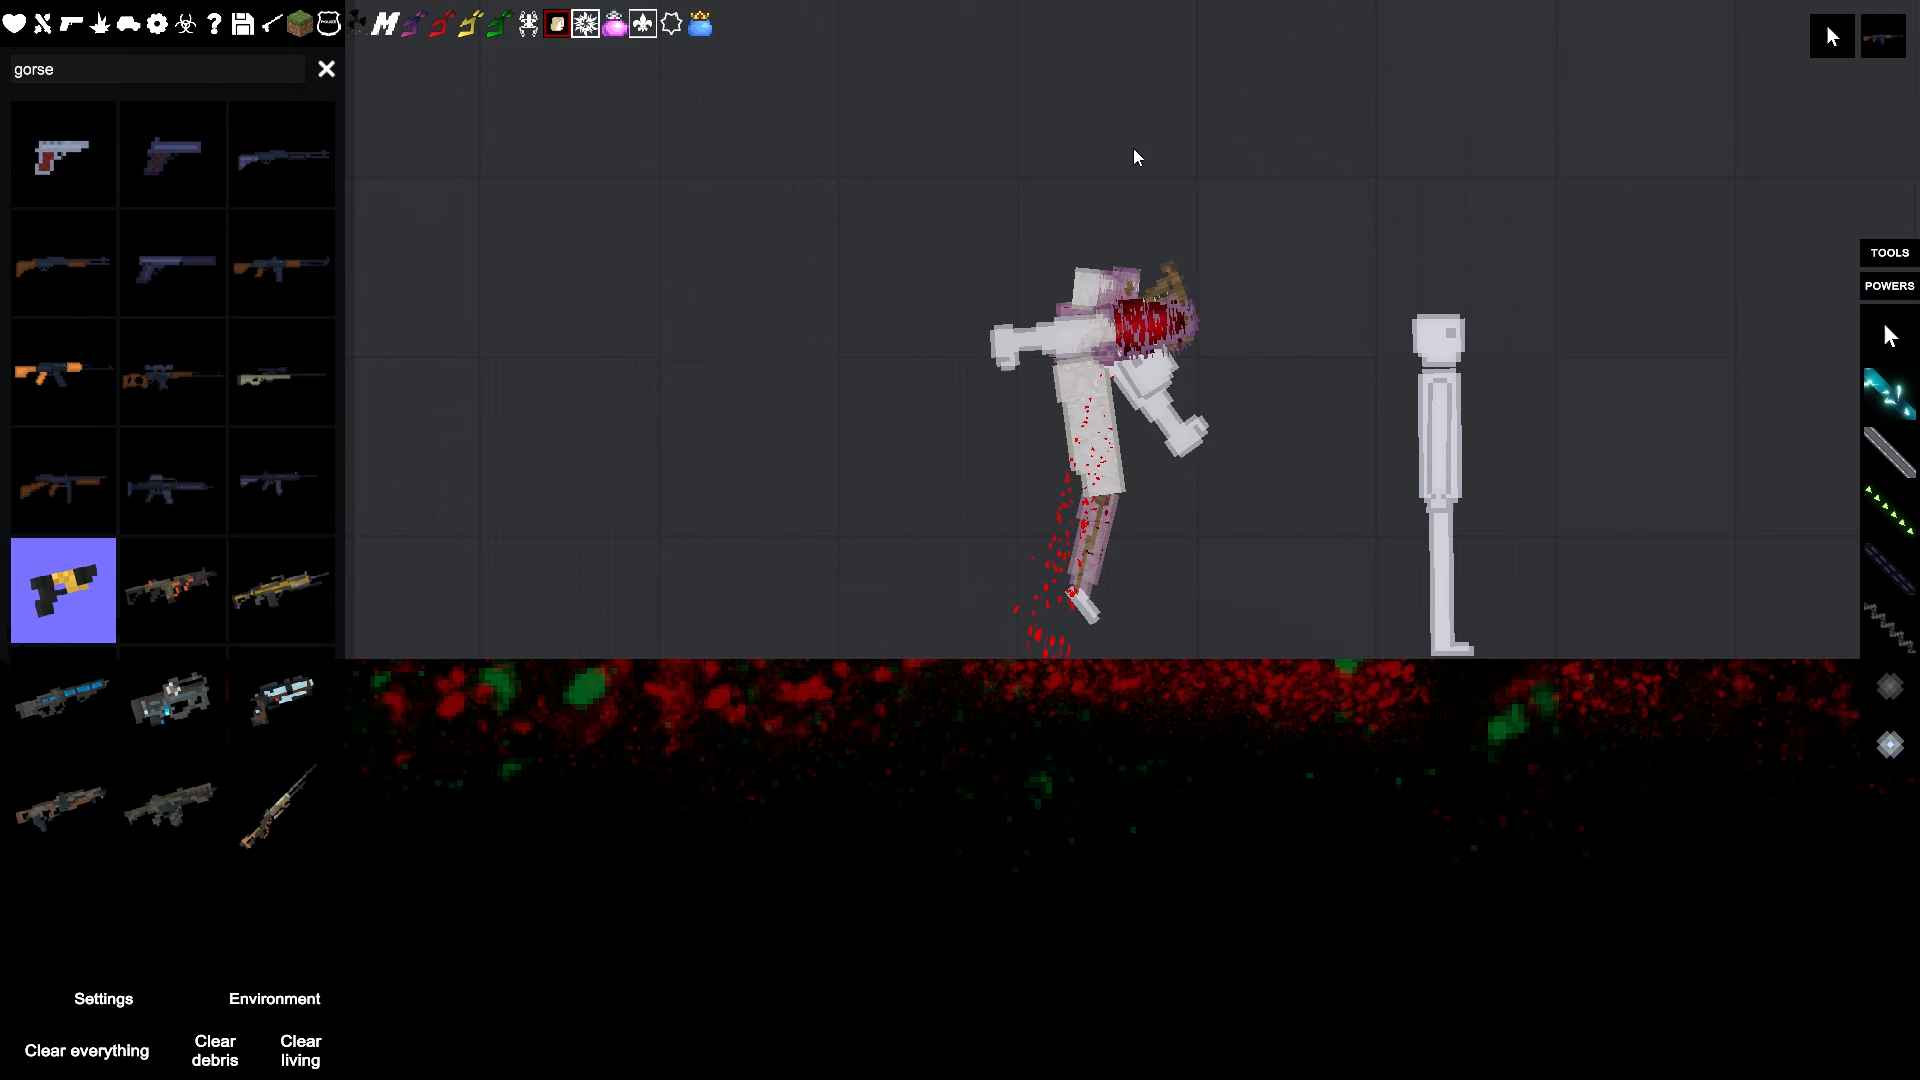 gorse
TOOLS
POWERS
Settings
Environment
Clear everything
Clear
debris
Clear
living